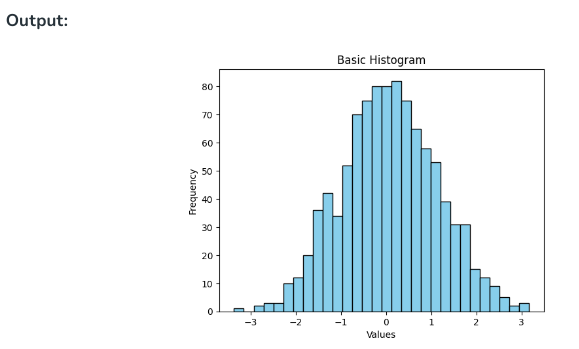 Output:
Basic Histogram
80
70
60
50
40
30
20
10
0
Frequency
−3 −2 −1 0 1 2 3
Values